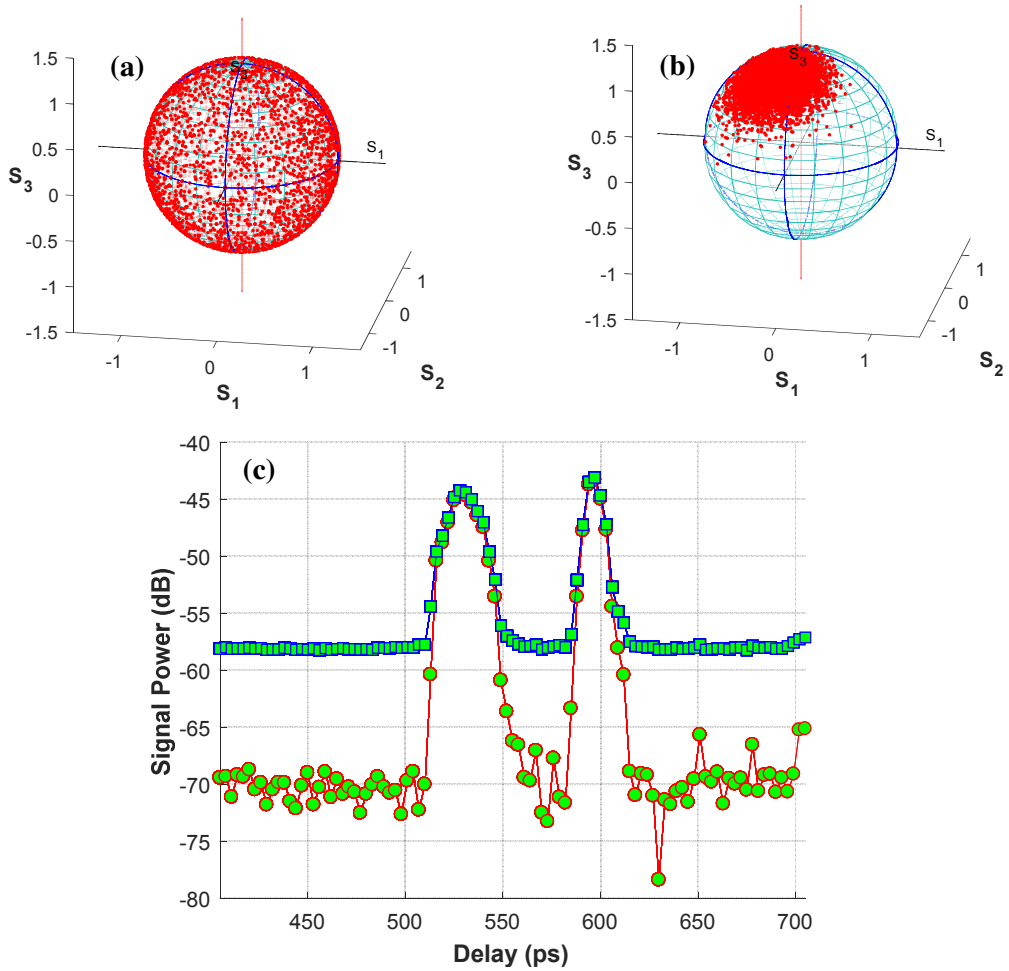 (a)
S3
S1
1.5
1
0.5
0
-0.5
-1
-1.5
S3
-1
0
1
S1
-1
0
1
S2
(b)
S3
S1
1.5
1
0.5
0
-0.5
-1
-1.5
S3
-1
0
1
S1
-1
0
1
S2
(c)
-40
-45
-50
-55
-60
-65
-70
-75
-80
Signal Power (dB)
450
500
550
600
650
700
Delay (ps)